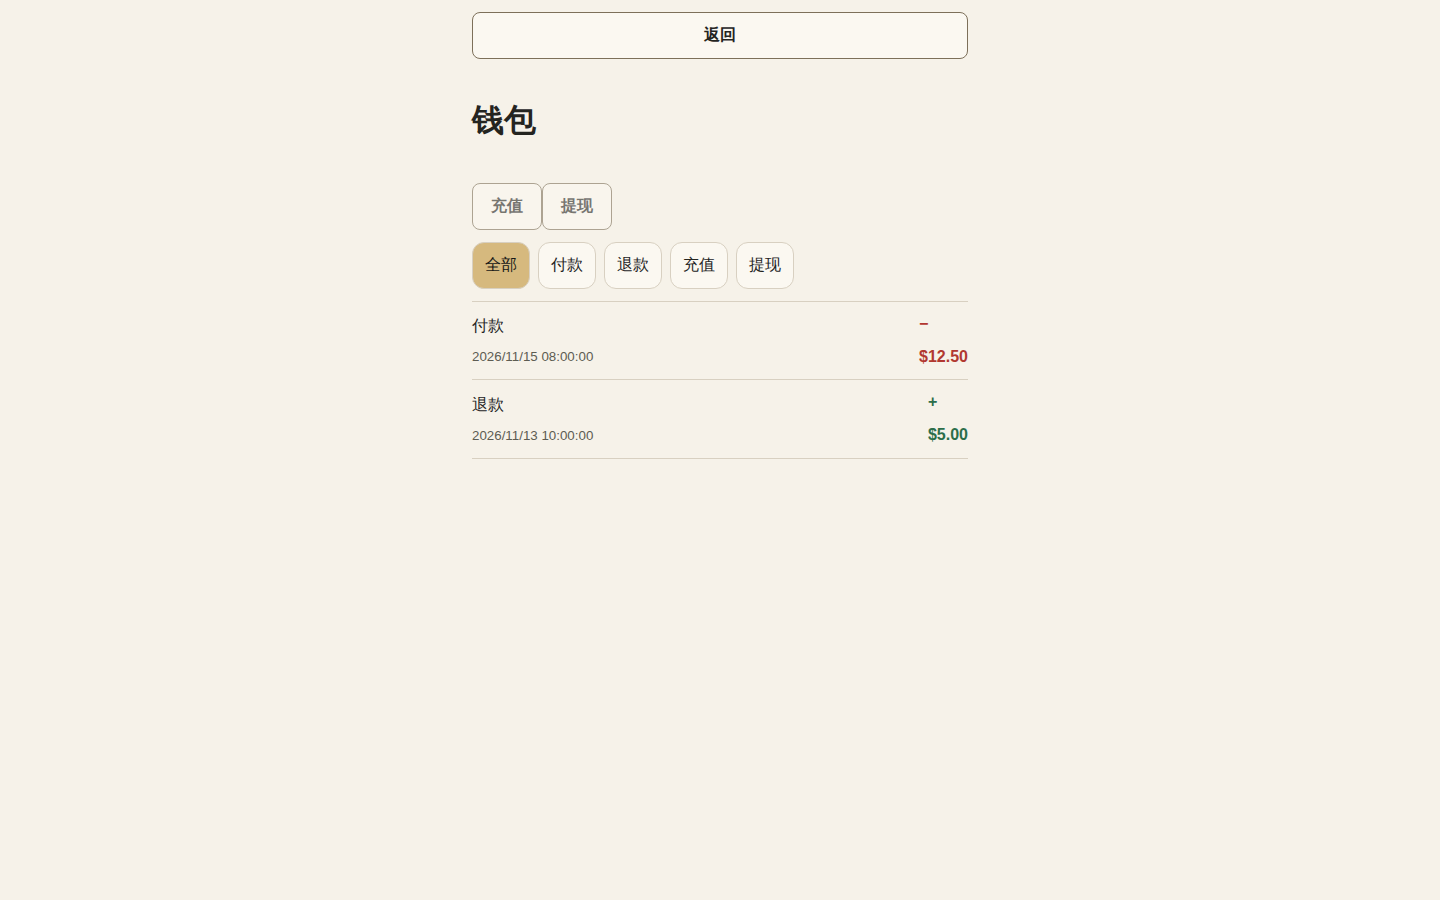 返回
钱包
充值 提现
全部 付款 退款 充值 提现
付款
−
2026/11/15 08:00:00
$12.50
退款
+
2026/11/13 10:00:00
$5.00